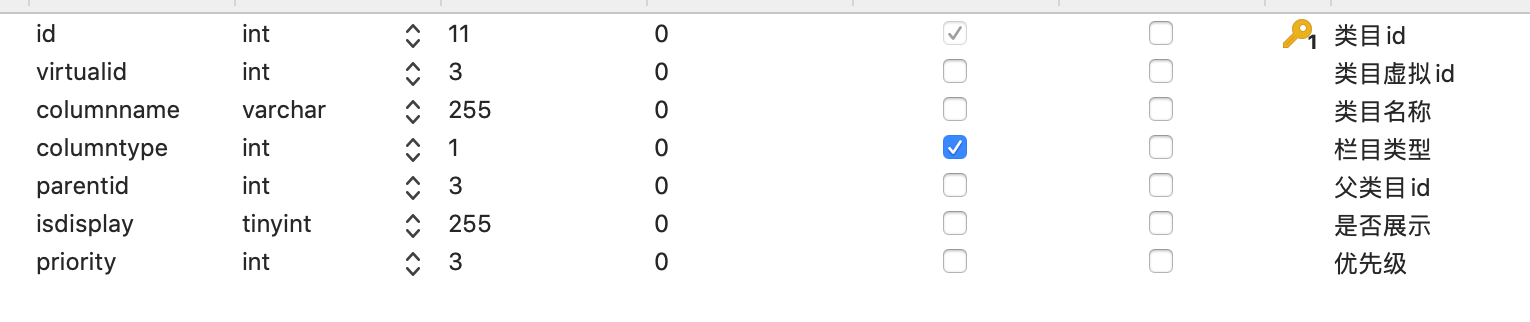 id int 11 0 1 类目id
virtualid int 3 0 类目虚拟id
columnname varchar 255 0 类目名称
columntype int 1 0 栏目类型
parentid int 3 0 父类目id
isdisplay tinyint 255 0 是否展示
priority int 3 0 优先级